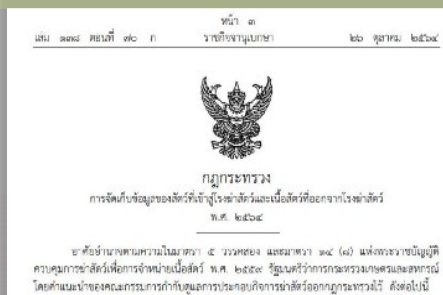 หน้า ๓
เล่ม ๑๓๘ ตอนที่ ๗๐ ก ราชกิจจานุเบกษา ๒๖ ตุลาคม ๒๕๖๔
กฎกระทรวง
การจัดเก็บข้อมูลของสัตว์ที่เข้าสู่โรงฆ่าสัตว์และเนื้อสัตว์ที่ออกจากโรงฆ่าสัตว์
พ.ศ. ๒๕๖๔
อาศัยอำนาจตามความในมาตรา ๕ วรรคสอง และมาตรา ๑๔ (๘) แห่งพระราชบัญญัติ
ควบคุมการฆ่าสัตว์เพื่อการจำหน่ายเนื้อสัตว์ พ.ศ. ๒๕๕๙ รัฐมนตรีว่าการกระทรวงเกษตรและสหกรณ์
โดยคำแนะนำของคณะกรรมการกำกับดูแลการประกอบกิจการฆ่าสัตว์ออกกฎกระทรวงไว้ ดังต่อไปนี้